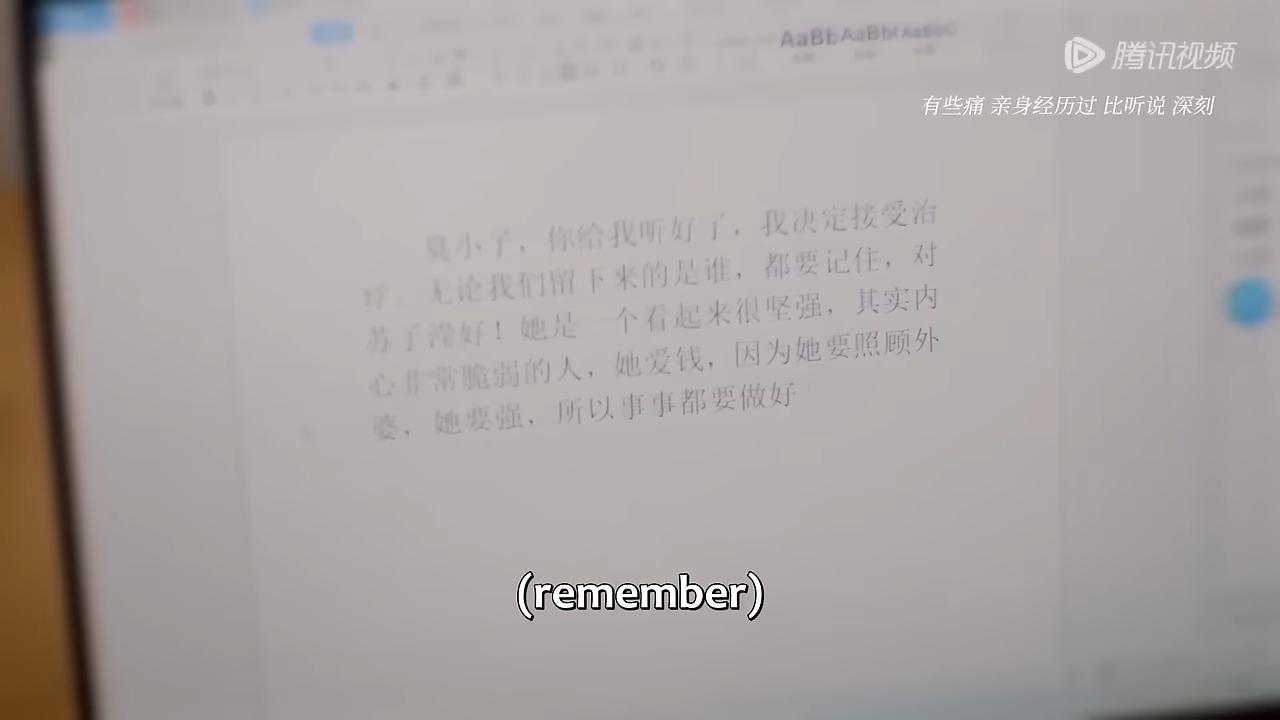 AaBb AaBb AaBbC
腾讯视频
有些痛 亲身经历过 比听说 深刻
臭小子，你给我听好了，我决定接受治
疗。无论我们留下来的是谁，都要记住，对
苏子滢好！她是一个看起来很坚强，其实内
心非常脆弱的人，她爱钱，因为她要照顾外
婆，她要强，所以事事都要做好
(remember)